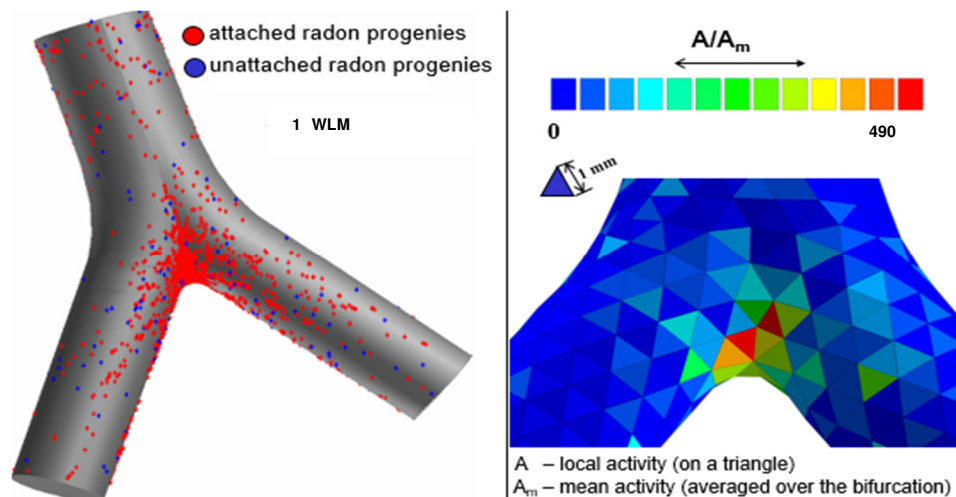 attached radon progenies
unattached radon progenies
1 WLM
A/Am
0
490
1 mm
A – local activity (on a triangle)
Am – mean activity (averaged over the bifurcation)